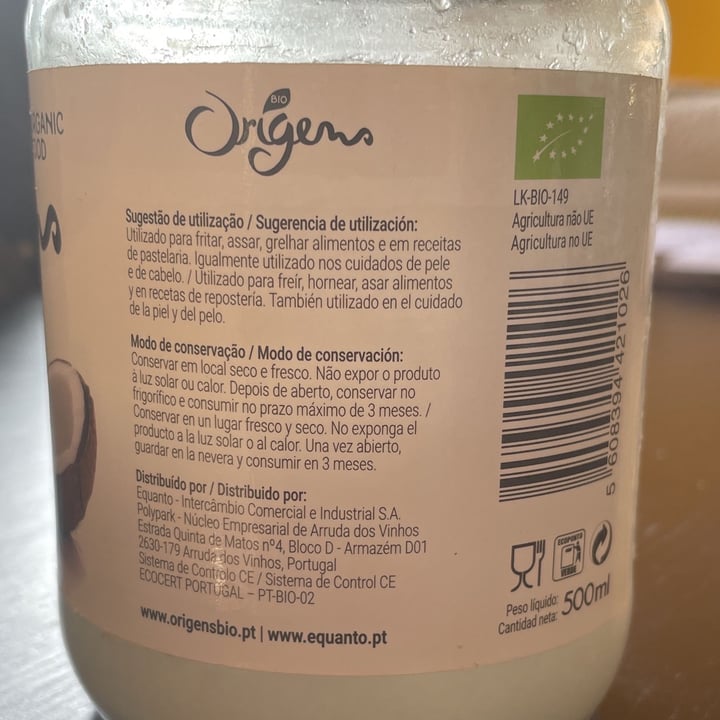 BIO
Origens
ORGANIC
FOOD
LK-BIO-149
Agricultura não UE
Agricultura no UE
Sugestão de utilização / Sugerencia de utilización:
Utilizado para fritar, assar, grelhar alimentos e em receitas
de pastelaria. Igualmente utilizado nos cuidados de pele
e de cabelo. / Utilizado para freír, hornear, asar alimentos
y en recetas de repostería. También utilizado en el cuidado
de la piel y del pelo.
Modo de conservação / Modo de conservación:
Conservar em local seco e fresco. Não expor o produto
à luz solar ou calor. Depois de aberto, conservar no
frigorífico e consumir no prazo máximo de 3 meses. /
Conservar en un lugar fresco y seco. No exponga el
producto a la luz solar o al calor. Una vez abierto,
guardar en la nevera y consumir en 3 meses.
Distribuído por / Distribuido por:
Equanto - Intercâmbio Comercial e Industrial S.A.
Polypark - Núcleo Empresarial de Arruda dos Vinhos
Estrada Quinta de Matos nº4, Bloco D - Armazém D01
2630-179 Arruda dos Vinhos, Portugal
Sistema de Controlo CE / Sistema de Control CE
ECOCERT PORTUGAL – PT-BIO-02
www.origensbio.pt | www.equanto.pt
5 608394 421026
ECOPONTO
VERDE
Peso líquido:
Cantidad neta:
500ml